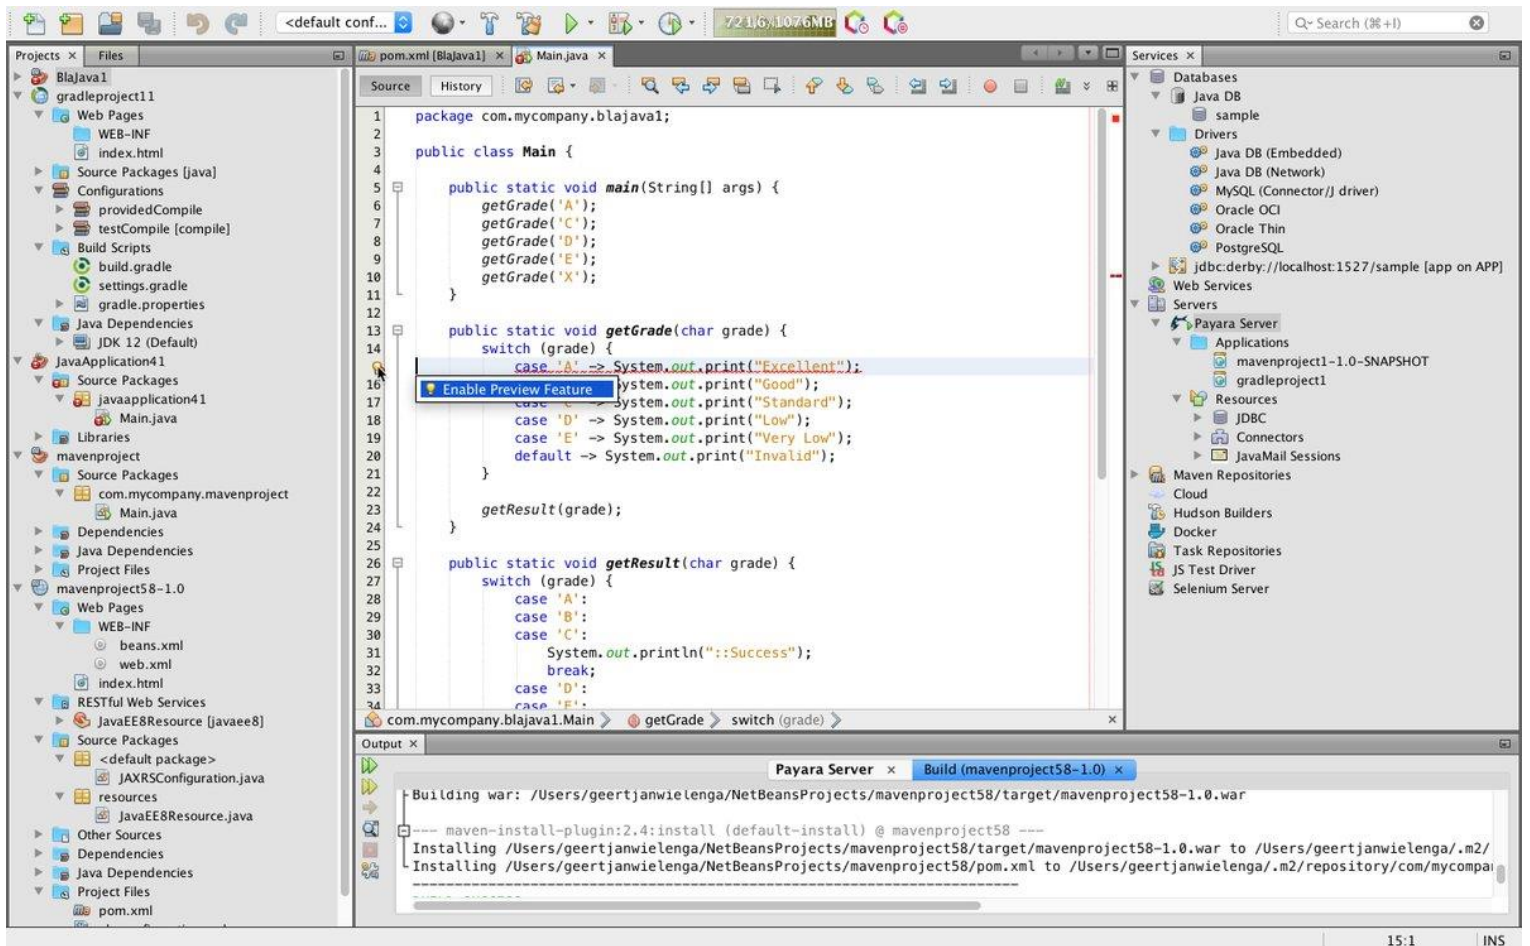 <default conf...
721,6/1076MB
Search (⌘+I)
Projects
Files
BlaJava1
gradleproject11
Web Pages
WEB-INF
index.html
Source Packages [java]
Configurations
providedCompile
testCompile [compile]
Build Scripts
build.gradle
settings.gradle
gradle.properties
Java Dependencies
JDK 12 (Default)
JavaApplication41
Source Packages
javaapplication41
Main.java
Libraries
mavenproject
Source Packages
com.mycompany.mavenproject
Main.java
Dependencies
Java Dependencies
Project Files
mavenproject58-1.0
Web Pages
WEB-INF
beans.xml
web.xml
index.html
RESTful Web Services
JavaEE8Resource [javaee8]
Source Packages
<default package>
JAXRSConfiguration.java
resources
JavaEE8Resource.java
Other Sources
Dependencies
Java Dependencies
Project Files
pom.xml
pom.xml [BlaJava1]
Main.java
Source
History
1 package com.mycompany.blajava1;
2
3 public class Main {
4
5 public static void main(String[] args) {
6 getGrade('A');
7 getGrade('C');
8 getGrade('D');
9 getGrade('E');
10 getGrade('X');
11 }
12
13 public static void getGrade(char grade) {
14 switch (grade) {
case 'A' -> System.out.print("Excellent");
16 ystem.out.print("Good");
Enable Preview Feature
17 case 'C' -> System.out.print("Standard");
18 case 'D' -> System.out.print("Low");
19 case 'E' -> System.out.print("Very Low");
20 default -> System.out.print("Invalid");
21 }
22
23 getResult(grade);
24 }
25
26 public static void getResult(char grade) {
27 switch (grade) {
28 case 'A':
29 case 'B':
30 case 'C':
31 System.out.println("::Success");
32 break;
33 case 'D':
34 case 'E':
com.mycompany.blajava1.Main
getGrade
switch (grade)
Services
Databases
Java DB
sample
Drivers
Java DB (Embedded)
Java DB (Network)
MySQL (Connector/J driver)
Oracle OCI
Oracle Thin
PostgreSQL
jdbc:derby://localhost:1527/sample [app on APP]
Web Services
Servers
Payara Server
Applications
mavenproject1-1.0-SNAPSHOT
gradleproject1
Resources
JDBC
Connectors
JavaMail Sessions
Maven Repositories
Cloud
Hudson Builders
Docker
Task Repositories
JS Test Driver
Selenium Server
Output
Payara Server
Build (mavenproject58-1.0)
Building war: /Users/geertjanwielenga/NetBeansProjects/mavenproject58/target/mavenproject58-1.0.war
--- maven-install-plugin:2.4:install (default-install) @ mavenproject58 ---
Installing /Users/geertjanwielenga/NetBeansProjects/mavenproject58/target/mavenproject58-1.0.war to /Users/geertjanwielenga/.m2/
Installing /Users/geertjanwielenga/NetBeansProjects/mavenproject58/pom.xml to /Users/geertjanwielenga/.m2/repository/com/mycompa
------------------------------------------------------------------------
15:1
INS